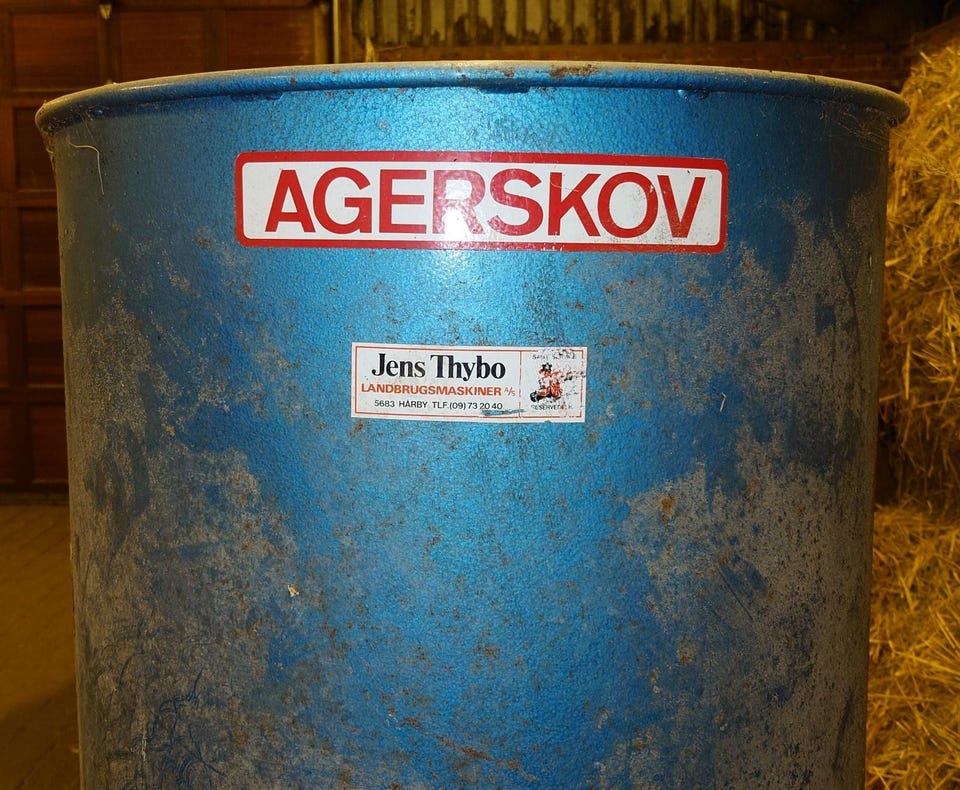 AGERSKOV
Jens Thybo
LANDBRUGSMASKINER A/S
5683 HÅRBY TLF. (09) 73 20 40